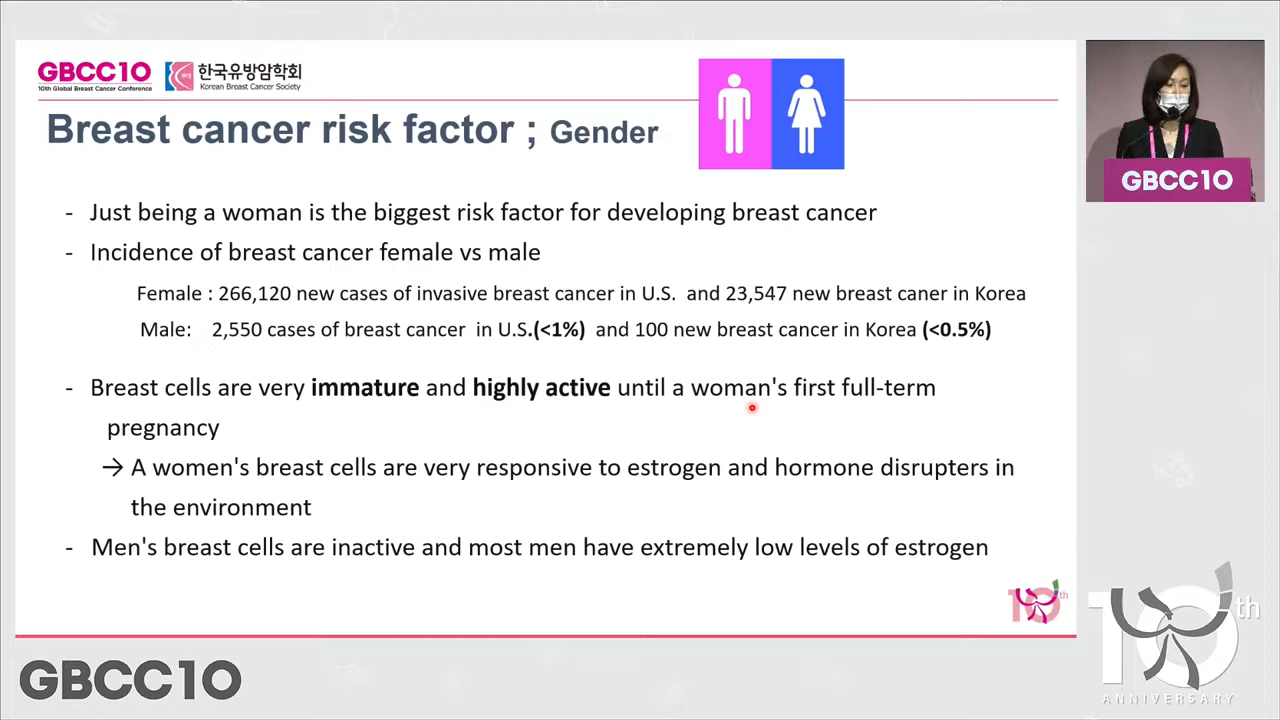 GBCC10
10th Global Breast Cancer Conference
한국유방암학회
Korean Breast Cancer Society
Breast cancer risk factor ; Gender
- Just being a woman is the biggest risk factor for developing breast cancer
- Incidence of breast cancer female vs male
Female : 266,120 new cases of invasive breast cancer in U.S. and 23,547 new breast caner in Korea
Male: 2,550 cases of breast cancer in U.S.(<1%) and 100 new breast cancer in Korea (<0.5%)
- Breast cells are very immature and highly active until a woman's first full-term
pregnancy
→ A women's breast cells are very responsive to estrogen and hormone disrupters in
the environment
- Men's breast cells are inactive and most men have extremely low levels of estrogen
10th
GBCC10
GBCC10
10th
ANNIVERSARY